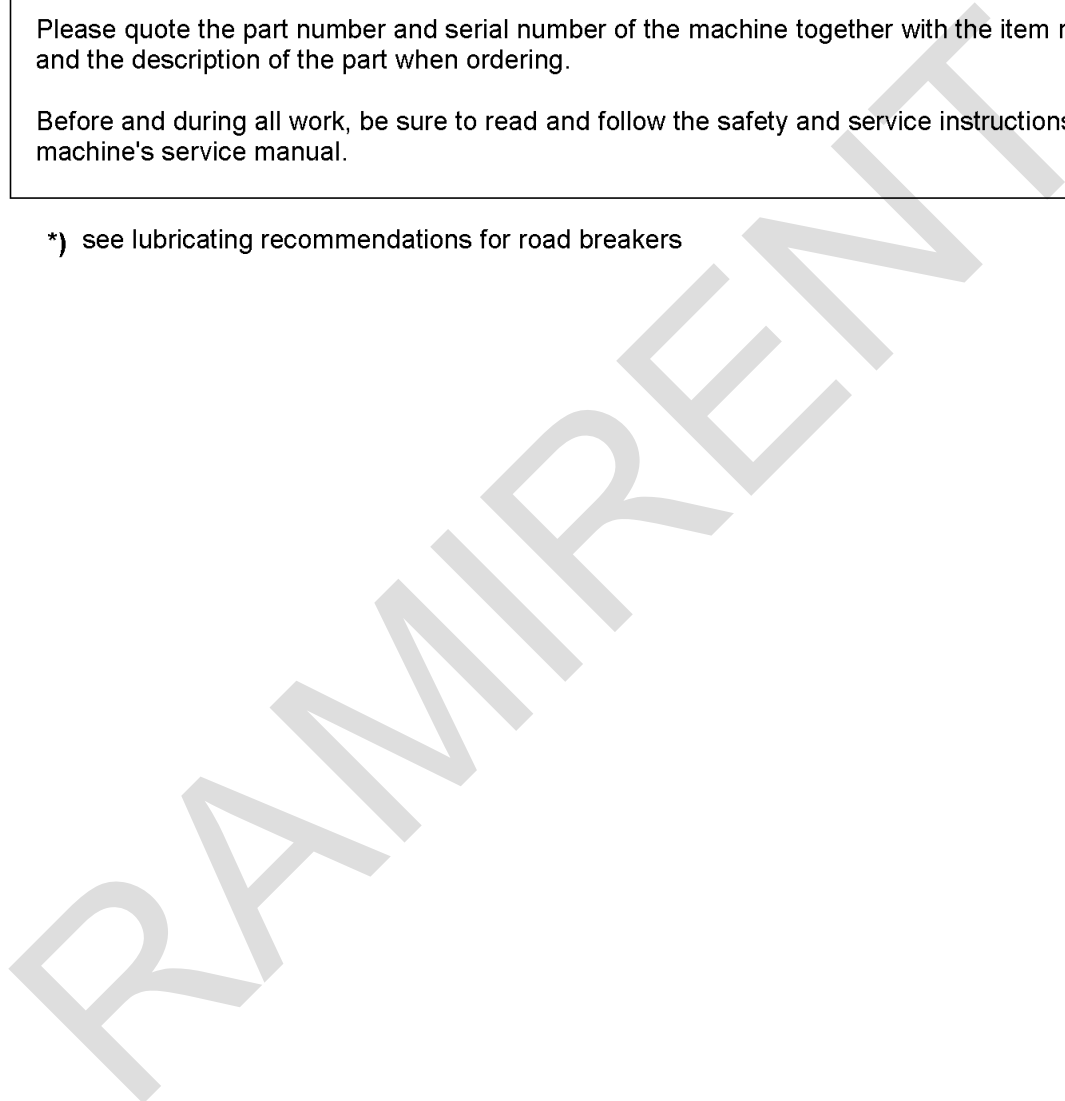 Please quote the part number and serial number of the machine together with the item
and the description of the part when ordering.
Before and during all work, be sure to read and follow the safety and service instructions
machine's service manual.
*) see lubricating recommendations for road breakers
RAMIRENT